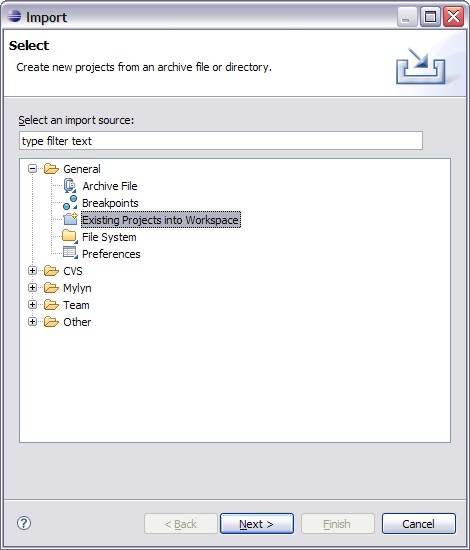 Import
Select
Create new projects from an archive file or directory.
Select an import source:
type filter text
General
Archive File
Breakpoints
Existing Projects into Workspace
File System
Preferences
CVS
Mylyn
Team
Other
?
< Back
Next >
Finish
Cancel